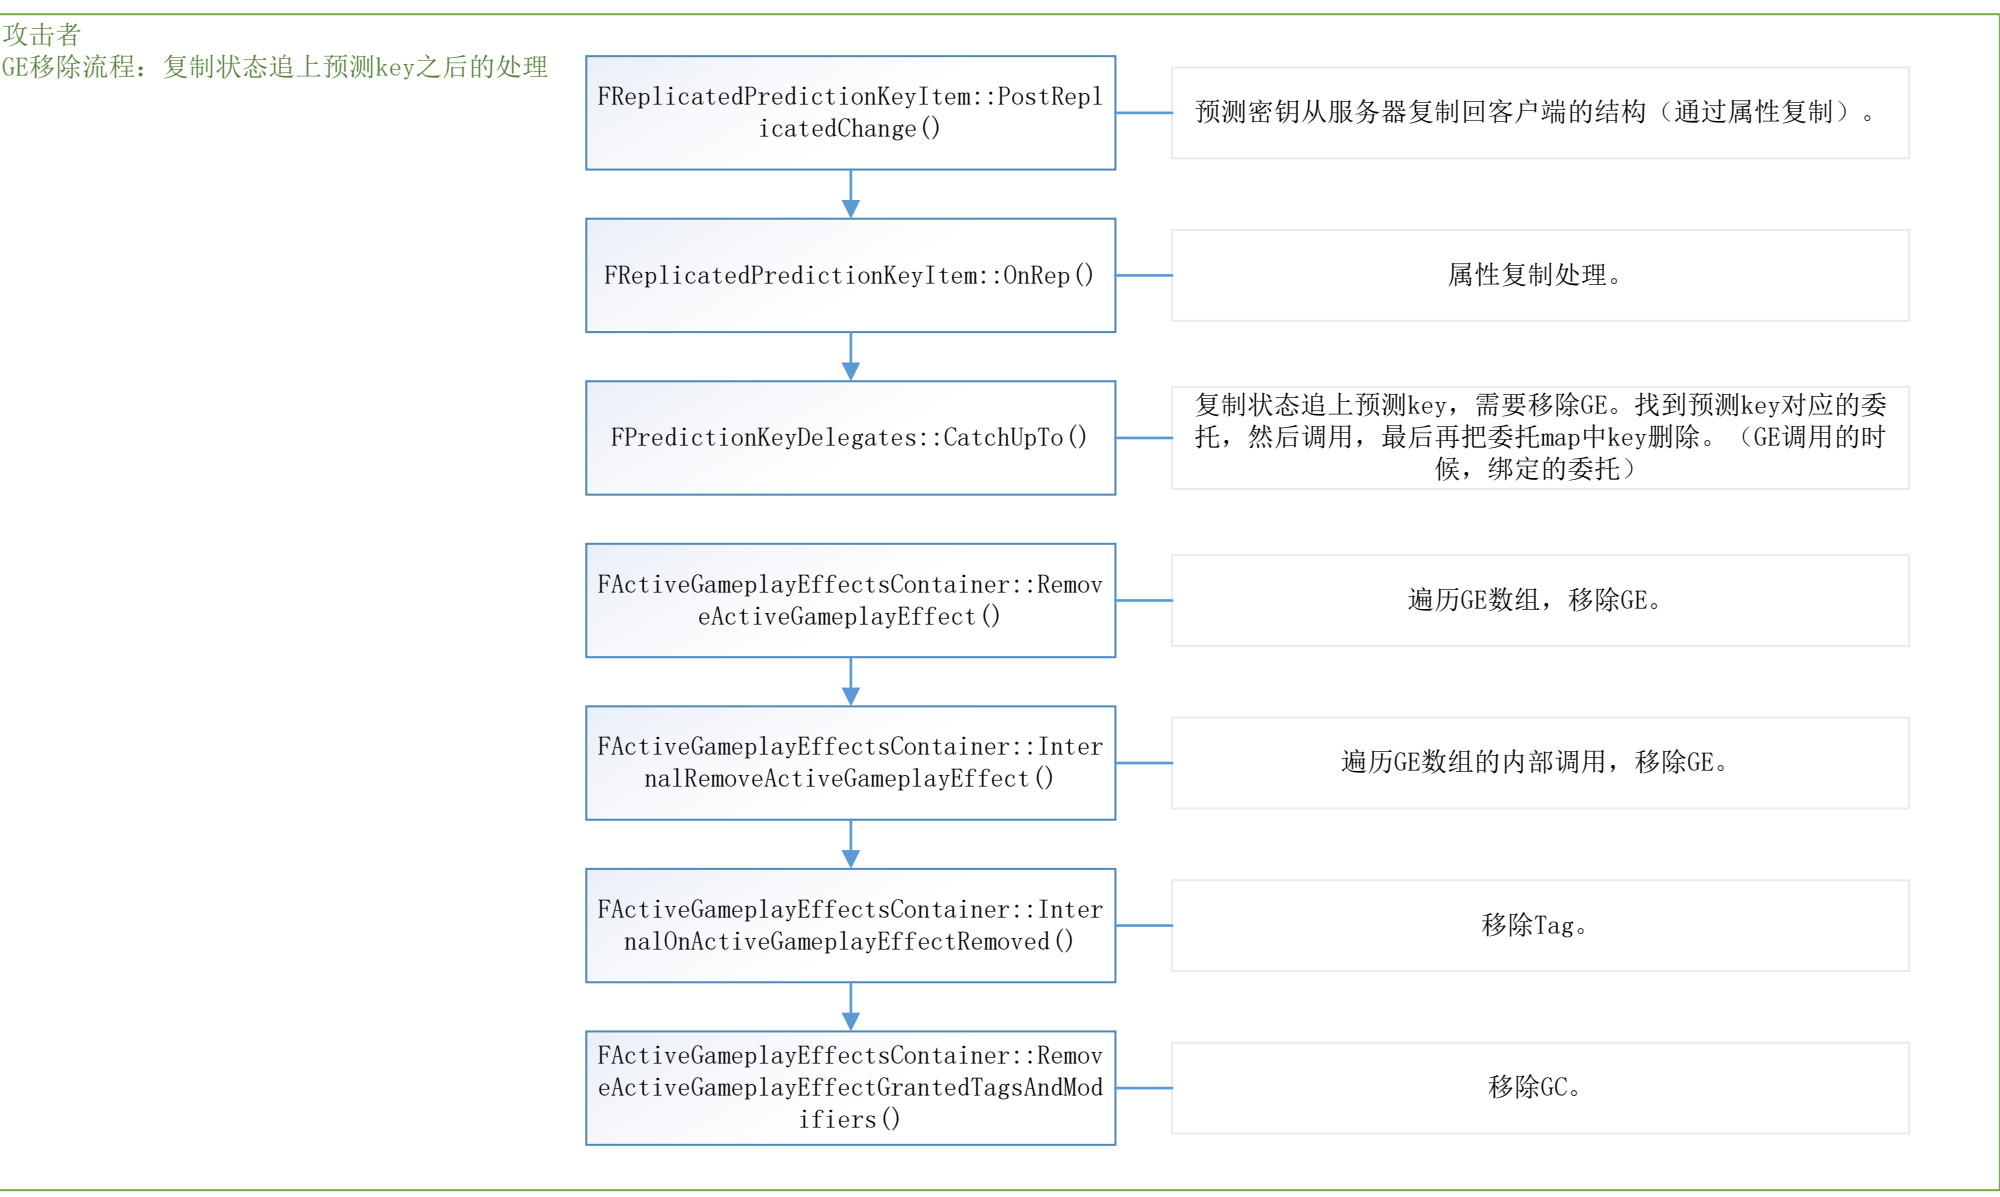 攻击者
GE移除流程：复制状态追上预测key之后的处理
FReplicatedPredictionKeyItem::PostRepl
icatedChange()
预测密钥从服务器复制回客户端的结构（通过属性复制）。
FReplicatedPredictionKeyItem::OnRep()
属性复制处理。
FPredictionKeyDelegates::CatchUpTo()
复制状态追上预测key，需要移除GE。找到预测key对应的委
托，然后调用，最后再把委托map中key删除。（GE调用的时
候，绑定的委托）
FActiveGameplayEffectsContainer::Remov
eActiveGameplayEffect()
遍历GE数组，移除GE。
FActiveGameplayEffectsContainer::Inter
nalRemoveActiveGameplayEffect()
遍历GE数组的内部调用，移除GE。
FActiveGameplayEffectsContainer::Inter
nalOnActiveGameplayEffectRemoved()
移除Tag。
FActiveGameplayEffectsContainer::Remov
eActiveGameplayEffectGrantedTagsAndMod
ifiers()
移除GC。